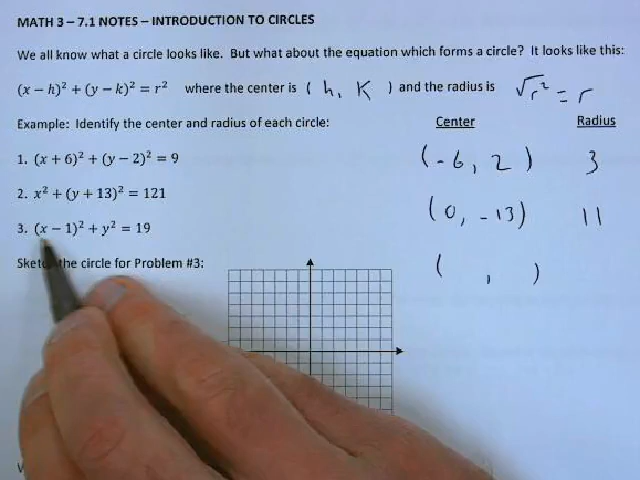 MATH 3 – 7.1 NOTES – INTRODUCTION TO CIRCLES
We all know what a circle looks like. But what about the equation which forms a circle? It looks like this:
(x − h)² + (y − k)² = r² where the center is ( h, K ) and the radius is √r² = r
Example: Identify the center and radius of each circle: Center Radius
1. (x + 6)² + (y − 2)² = 9 (-6, 2) 3
2. x² + (y + 13)² = 121 (0, -13) 11
3. (x − 1)² + y² = 19 ( , )
the circle for Problem #3: